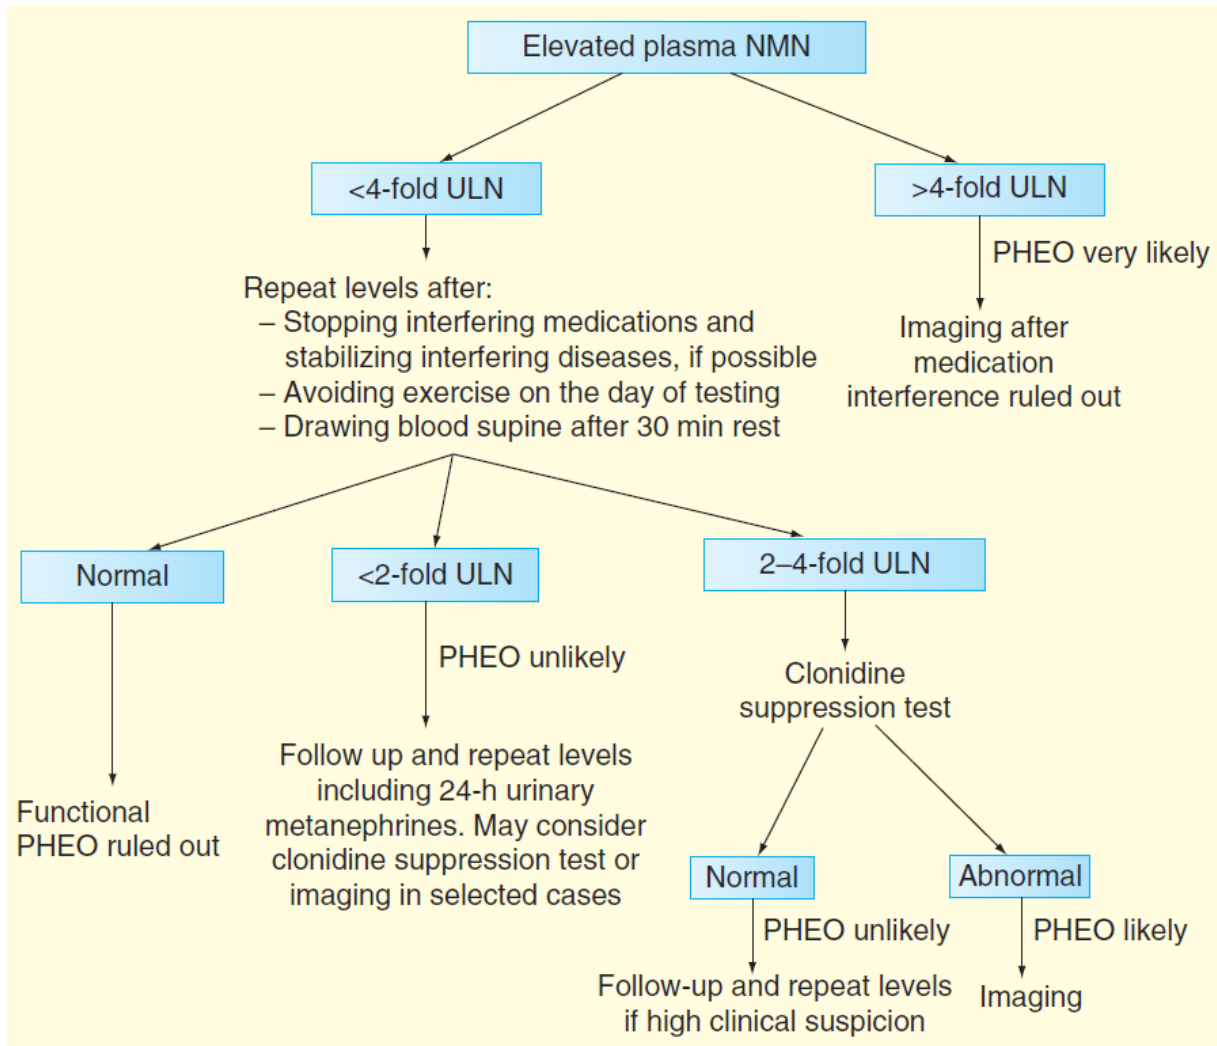 Elevated plasma NMN
<4-fold ULN
>4-fold ULN
PHEO very likely
Imaging after
medication
interference ruled out
Repeat levels after:
– Stopping interfering medications and
stabilizing interfering diseases, if possible
– Avoiding exercise on the day of testing
– Drawing blood supine after 30 min rest
Normal
<2-fold ULN
2–4-fold ULN
Functional
PHEO ruled out
PHEO unlikely
Follow up and repeat levels
including 24-h urinary
metanephrines. May consider
clonidine suppression test or
imaging in selected cases
Clonidine
suppression test
Normal
Abnormal
PHEO unlikely
PHEO likely
Follow-up and repeat levels
if high clinical suspicion
Imaging